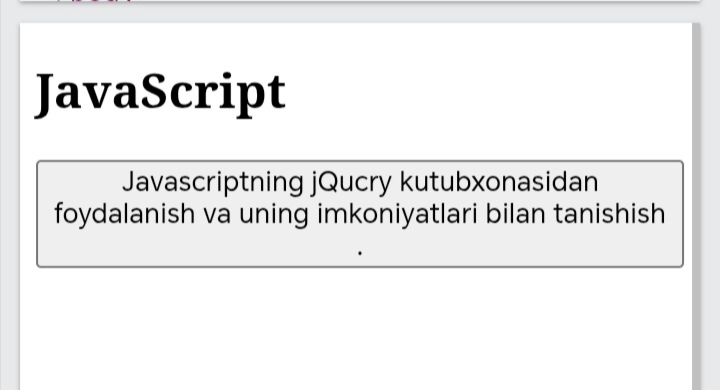 JavaScript
Javascriptning jQucry kutubxonasidan
foydalanish va uning imkoniyatlari bilan tanishish
.